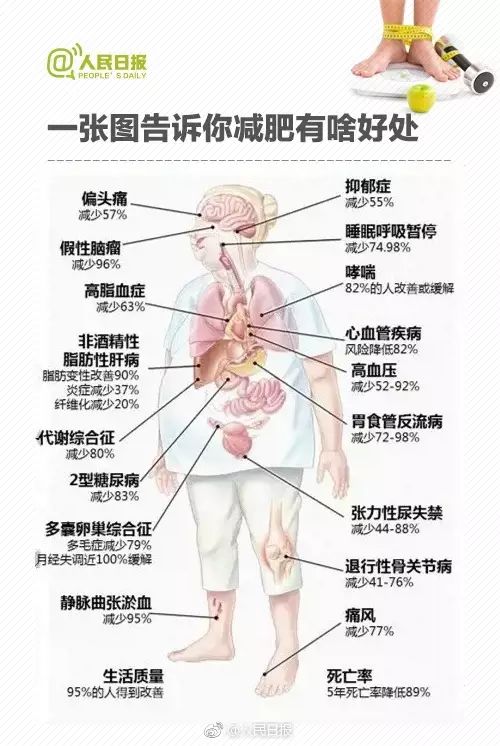 人民日报
PEOPLE'S DAILY
一张图告诉你减肥有啥好处
偏头痛
减少57%
假性脑瘤
减少96%
高脂血症
减少63%
非酒精性
脂肪性肝病
脂肪变性改善90%
炎症减少37%
纤维化减少20%
代谢综合征
减少80%
2型糖尿病
减少83%
多囊卵巢综合征
多毛症减少79%
月经失调近100%缓解
静脉曲张淤血
减少95%
生活质量
95%的人得到改善
抑郁症
减少55%
睡眠呼吸暂停
减少74.98%
哮喘
82%的人改善或缓解
心血管疾病
风险降低82%
高血压
减少52-92%
胃食管反流病
减少72-98%
张力性尿失禁
减少44-88%
退行性骨关节病
减少41-76%
痛风
减少77%
死亡率
5年死亡率降低89%
@人民日报